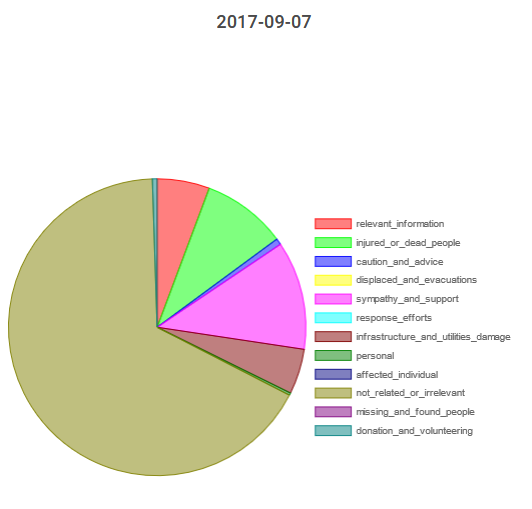 2017-09-07
relevant_information
injured_or_dead_people
caution_and_advice
displaced_and_evacuations
sympathy_and_support
response_efforts
infrastructure_and_utilities_damage
personal
affected_individual
not_related_or_irrelevant
missing_and_found_people
donation_and_volunteering